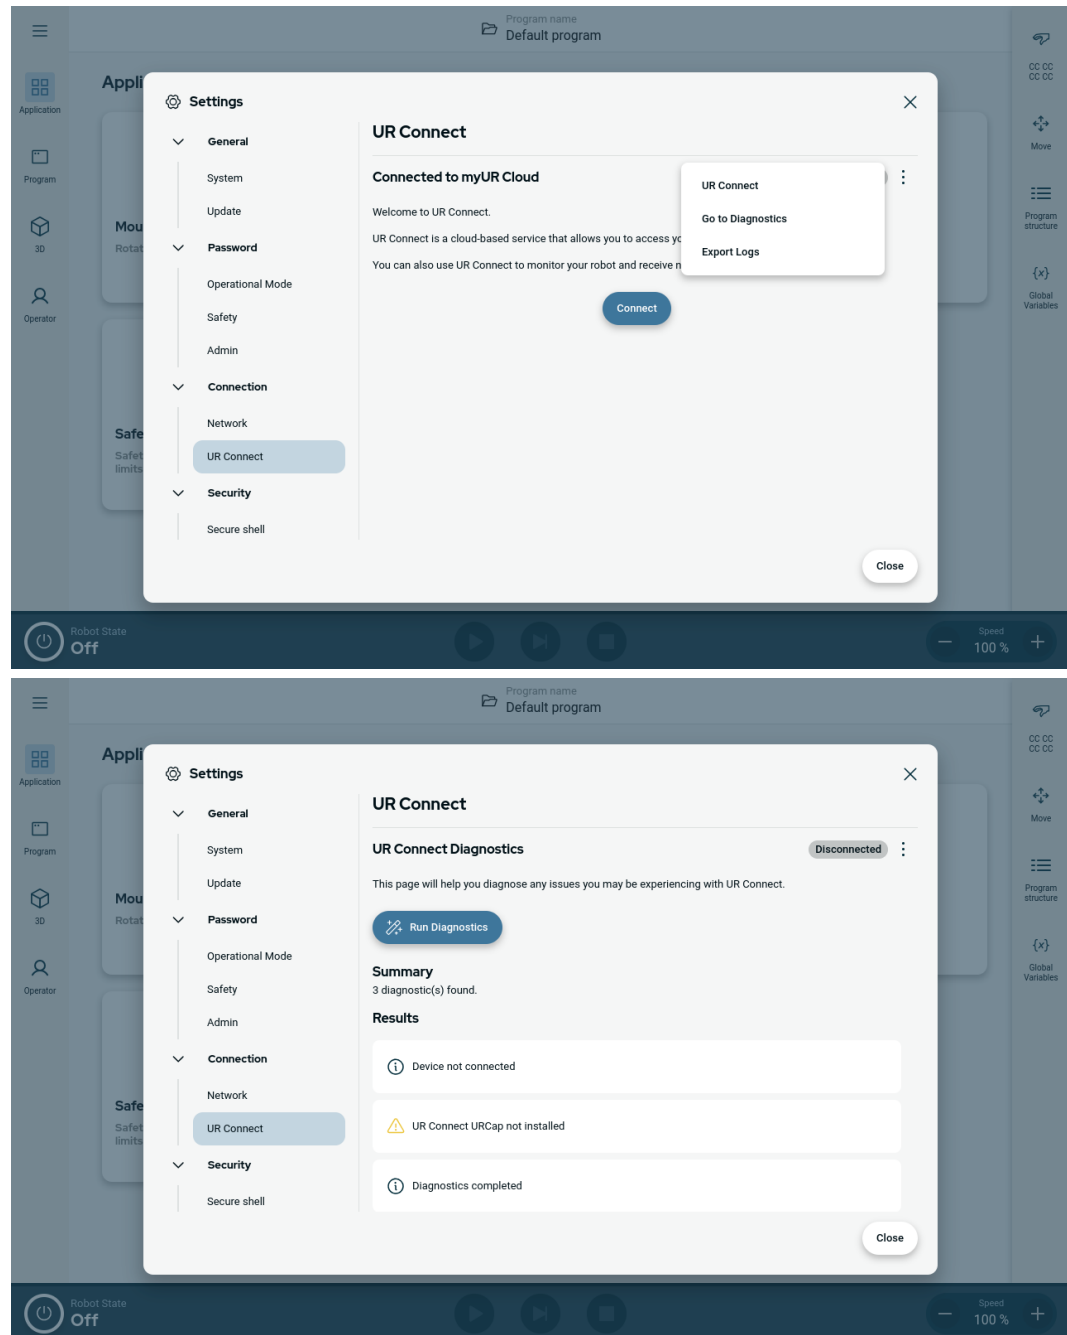 Program name
Default program
Application
Program
3D
Operator
Appli
Mou
Rotat
Safe
Safet
limits
Settings
General
System
Update
Password
Operational Mode
Safety
Admin
Connection
Network
UR Connect
Security
Secure shell
UR Connect
Connected to myUR Cloud
Welcome to UR Connect.
UR Connect is a cloud-based service that allows you to access yo
You can also use UR Connect to monitor your robot and receive n
Connect
UR Connect
Go to Diagnostics
Export Logs
Close
CC CC
CC CC
Move
Program
structure
{x}
Global
Variables
Robot State
Off
Speed
100 %
Program name
Default program
Application
Program
3D
Operator
Appli
Mou
Rotat
Safe
Safet
limits
Settings
General
System
Update
Password
Operational Mode
Safety
Admin
Connection
Network
UR Connect
Security
Secure shell
UR Connect
UR Connect Diagnostics
Disconnected
This page will help you diagnose any issues you may be experiencing with UR Connect.
Run Diagnostics
Summary
3 diagnostic(s) found.
Results
Device not connected
UR Connect URCap not installed
Diagnostics completed
Close
CC CC
CC CC
Move
Program
structure
{x}
Global
Variables
Robot State
Off
Speed
100 %